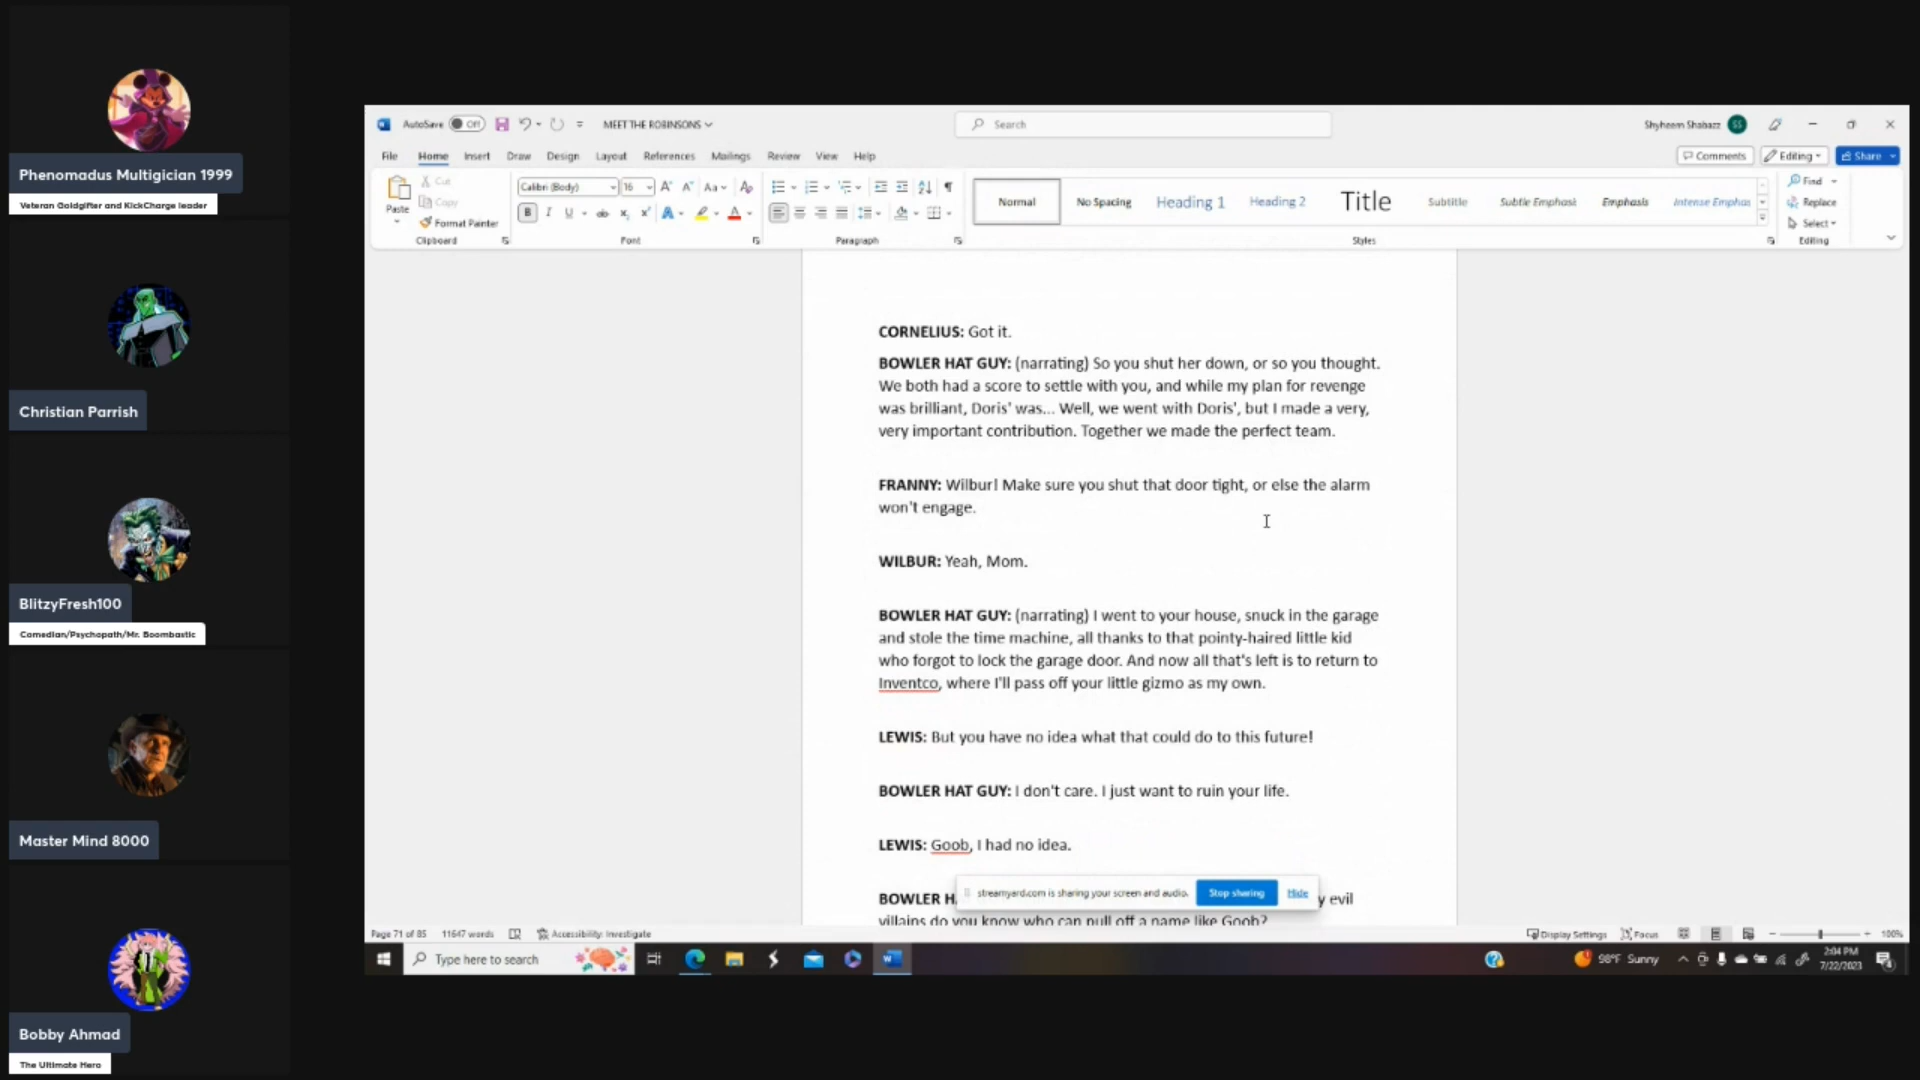 Phenomadus Multigician 1999
Veteran Goldgifter and KickCharge leader
Christian Parrish
BlitzyFresh100
Comedian/Psychopath/Mr. Boombastic
Master Mind 8000
Bobby Ahmad
The Ultimate Hero
AutoSave Off MEET THE ROBINSONS Search Shyheem Shabazz SS
File Home Insert Draw Design Layout References Mailings Review View Help Comments Editing Share
Paste Cut Copy Format Painter
Clipboard
Calibri (Body) 16
Font
Paragraph
Normal No Spacing Heading 1 Heading 2 Title Subtitle Subtle Emphasi Emphasis Intense Emphas
Styles
Find
Replace
Select
Editing
CORNELIUS: Got it.
BOWLER HAT GUY: (narrating) So you shut her down, or so you thought.
We both had a score to settle with you, and while my plan for revenge
was brilliant, Doris' was... Well, we went with Doris', but I made a very,
very important contribution. Together we made the perfect team.
FRANNY: Wilbur! Make sure you shut that door tight, or else the alarm
won't engage.
WILBUR: Yeah, Mom.
BOWLER HAT GUY: (narrating) I went to your house, snuck in the garage
and stole the time machine, all thanks to that pointy-haired little kid
who forgot to lock the garage door. And now all that's left is to return to
Inventco, where I'll pass off your little gizmo as my own.
LEWIS: But you have no idea what that could do to this future!
BOWLER HAT GUY: I don't care. I just want to ruin your life.
LEWIS: Goob, I had no idea.
BOWLER H y evil
villains do you know who can pull off a name like Goob?
streamyard.com is sharing your screen and audio. Stop sharing Hide
Page 71 of 85 11647 words Accessibility: Investigate Display Settings Focus 100%
Type here to search 98°F Sunny 2:04 PM
7/22/2023